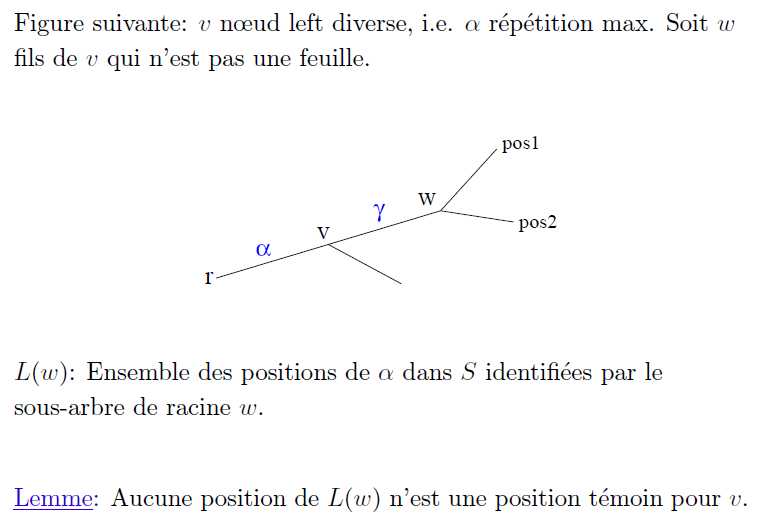 Figure suivante: v nœud left diverse, i.e. α répétition max. Soit w
fils de v qui n'est pas une feuille.
pos1
w
γ
pos2
v
α
r
L(w): Ensemble des positions de α dans S identifiées par le
sous-arbre de racine w.
Lemme: Aucune position de L(w) n'est une position témoin pour v.